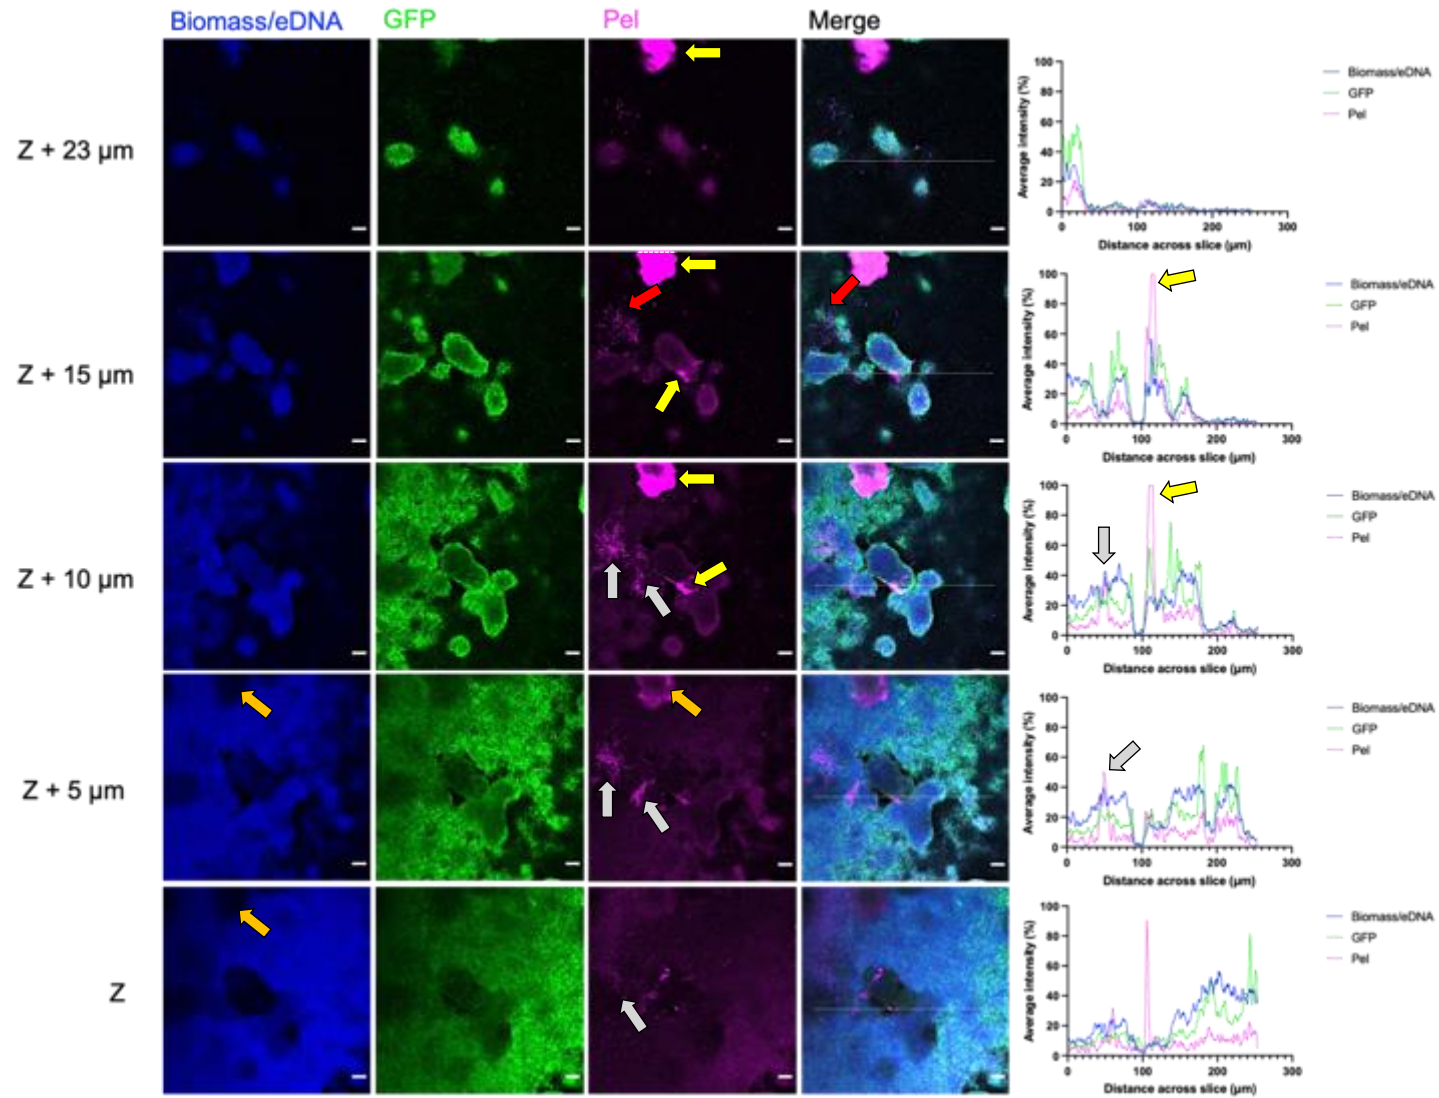 Biomass/eDNA GFP Pel Merge
Z + 23 µm
Average intensity (%)
100
80
60
40
20
0
0 100 200 300
Distance across slice (µm)
Biomass/eDNA
GFP
Pel
Z + 15 µm
Average intensity (%)
100
80
60
40
20
0
0 100 200 300
Distance across slice (µm)
Biomass/eDNA
GFP
Pel
Z + 10 µm
Average intensity (%)
100
80
60
40
20
0
0 100 200 300
Distance across slice (µm)
Biomass/eDNA
GFP
Pel
Z + 5 µm
Average intensity (%)
100
80
60
40
20
0
0 100 200 300
Distance across slice (µm)
Biomass/eDNA
GFP
Pel
Z
Average intensity (%)
100
80
60
40
20
0
0 100 200 300
Distance across slice (µm)
Biomass/eDNA
GFP
Pel